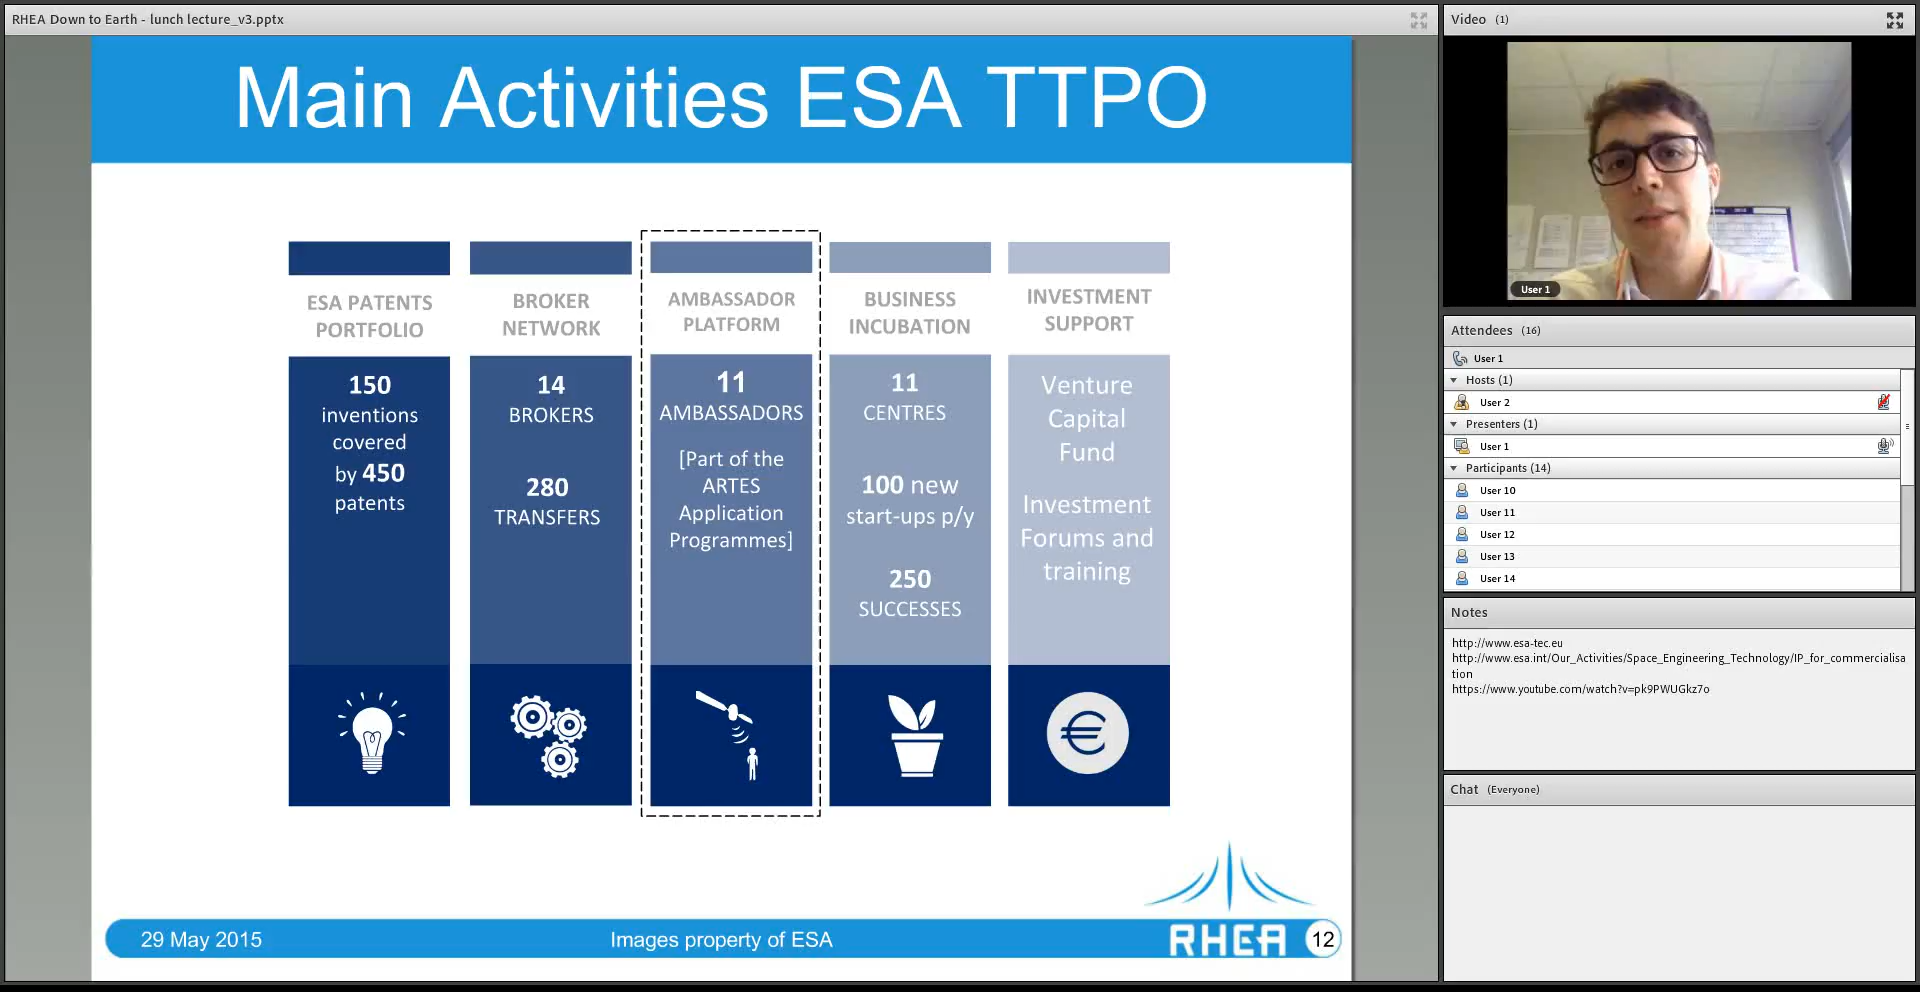 RHEA Down to Earth - lunch lecture_v3.pptx
Main Activities ESA TTPO
ESA PATENTS
PORTFOLIO
150
inventions
covered
by 450
patents
BROKER
NETWORK
14
BROKERS
280
TRANSFERS
AMBASSADOR
PLATFORM
11
AMBASSADORS
[Part of the
ARTES
Application
Programmes]
BUSINESS
INCUBATION
11
CENTRES
100 new
start-ups p/y
250
SUCCESSES
INVESTMENT
SUPPORT
Venture
Capital
Fund
Investment
Forums and
training
€
29 May 2015
Images property of ESA
RHEA
12
Video (1)
User 1
Attendees (16)
User 1
Hosts (1)
User 2
Presenters (1)
User 1
Participants (14)
User 10
User 11
User 12
User 13
User 14
Notes
http://www.esa-tec.eu
http://www.esa.int/Our_Activities/Space_Engineering_Technology/IP_for_commercialisa
tion
https://www.youtube.com/watch?v=pk9PWUGkz7o
Chat (Everyone)